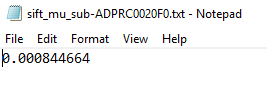 sift_mu_sub-ADPRC0020F0.txt - Notepad
File Edit Format View Help
0.000844664